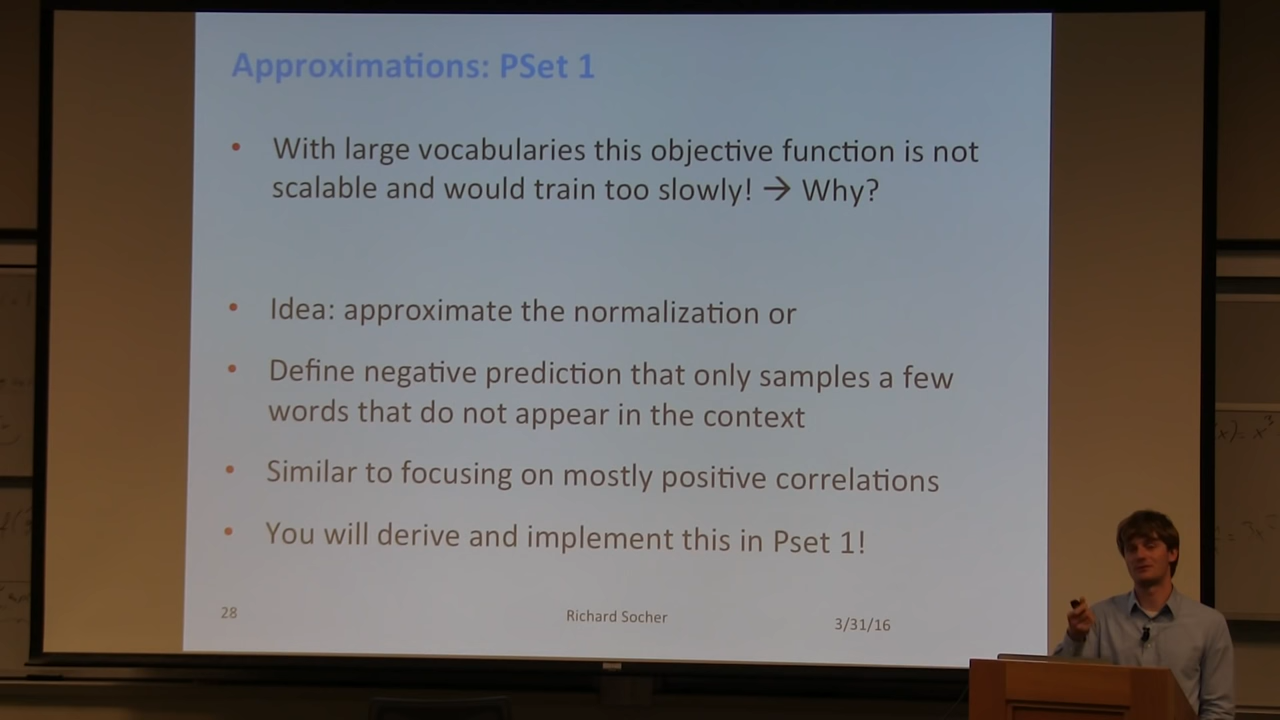 Approximations: PSet 1
• With large vocabularies this objective function is not
scalable and would train too slowly! → Why?
• Idea: approximate the normalization or
• Define negative prediction that only samples a few
words that do not appear in the context
• Similar to focusing on mostly positive correlations
• You will derive and implement this in Pset 1!
28
Richard Socher
3/31/16